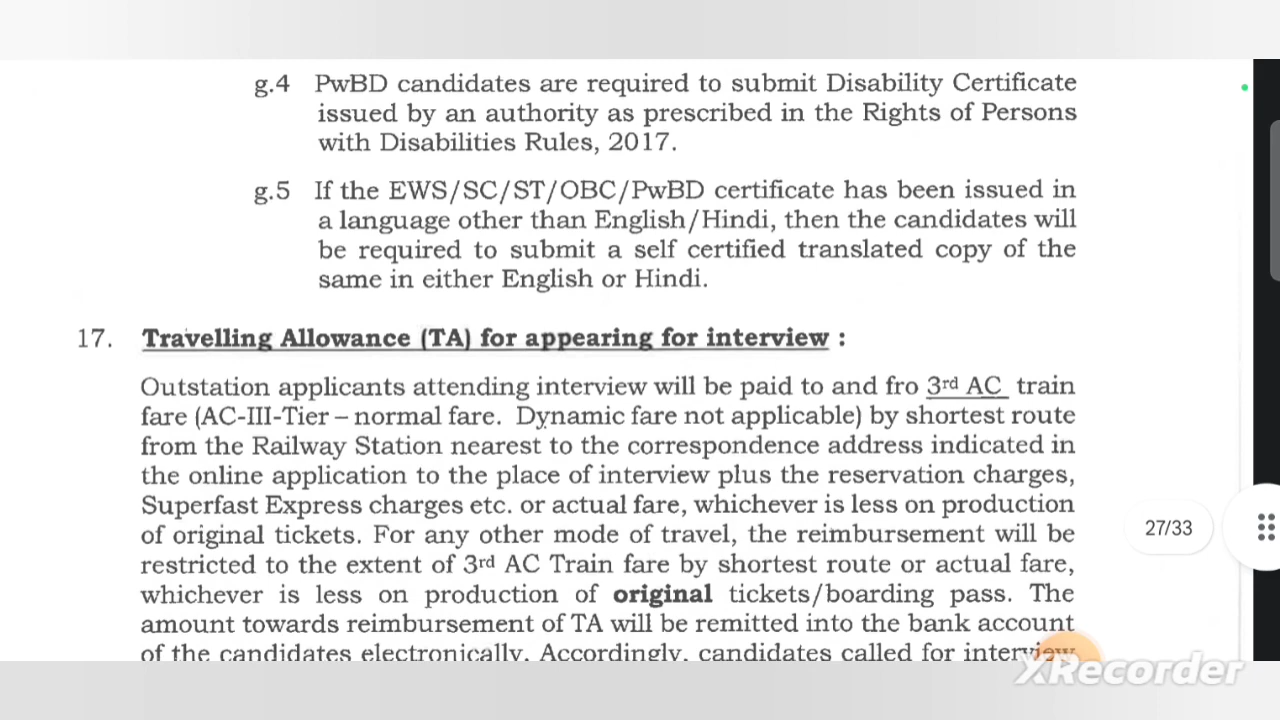 g.4 PwBD candidates are required to submit Disability Certificate
issued by an authority as prescribed in the Rights of Persons
with Disabilities Rules, 2017.
g.5 If the EWS/SC/ST/OBC/PwBD certificate has been issued in
a language other than English/Hindi, then the candidates will
be required to submit a self certified translated copy of the
same in either English or Hindi.
17. Travelling Allowance (TA) for appearing for interview :
Outstation applicants attending interview will be paid to and fro 3rd AC train
fare (AC-III-Tier – normal fare. Dynamic fare not applicable) by shortest route
from the Railway Station nearest to the correspondence address indicated in
the online application to the place of interview plus the reservation charges,
Superfast Express charges etc. or actual fare, whichever is less on production
of original tickets. For any other mode of travel, the reimbursement will be
restricted to the extent of 3rd AC Train fare by shortest route or actual fare,
whichever is less on production of original tickets/boarding pass. The
amount towards reimbursement of TA will be remitted into the bank account
of the candidates electronically. Accordingly, candidates called for interview
27/33
XRecorder